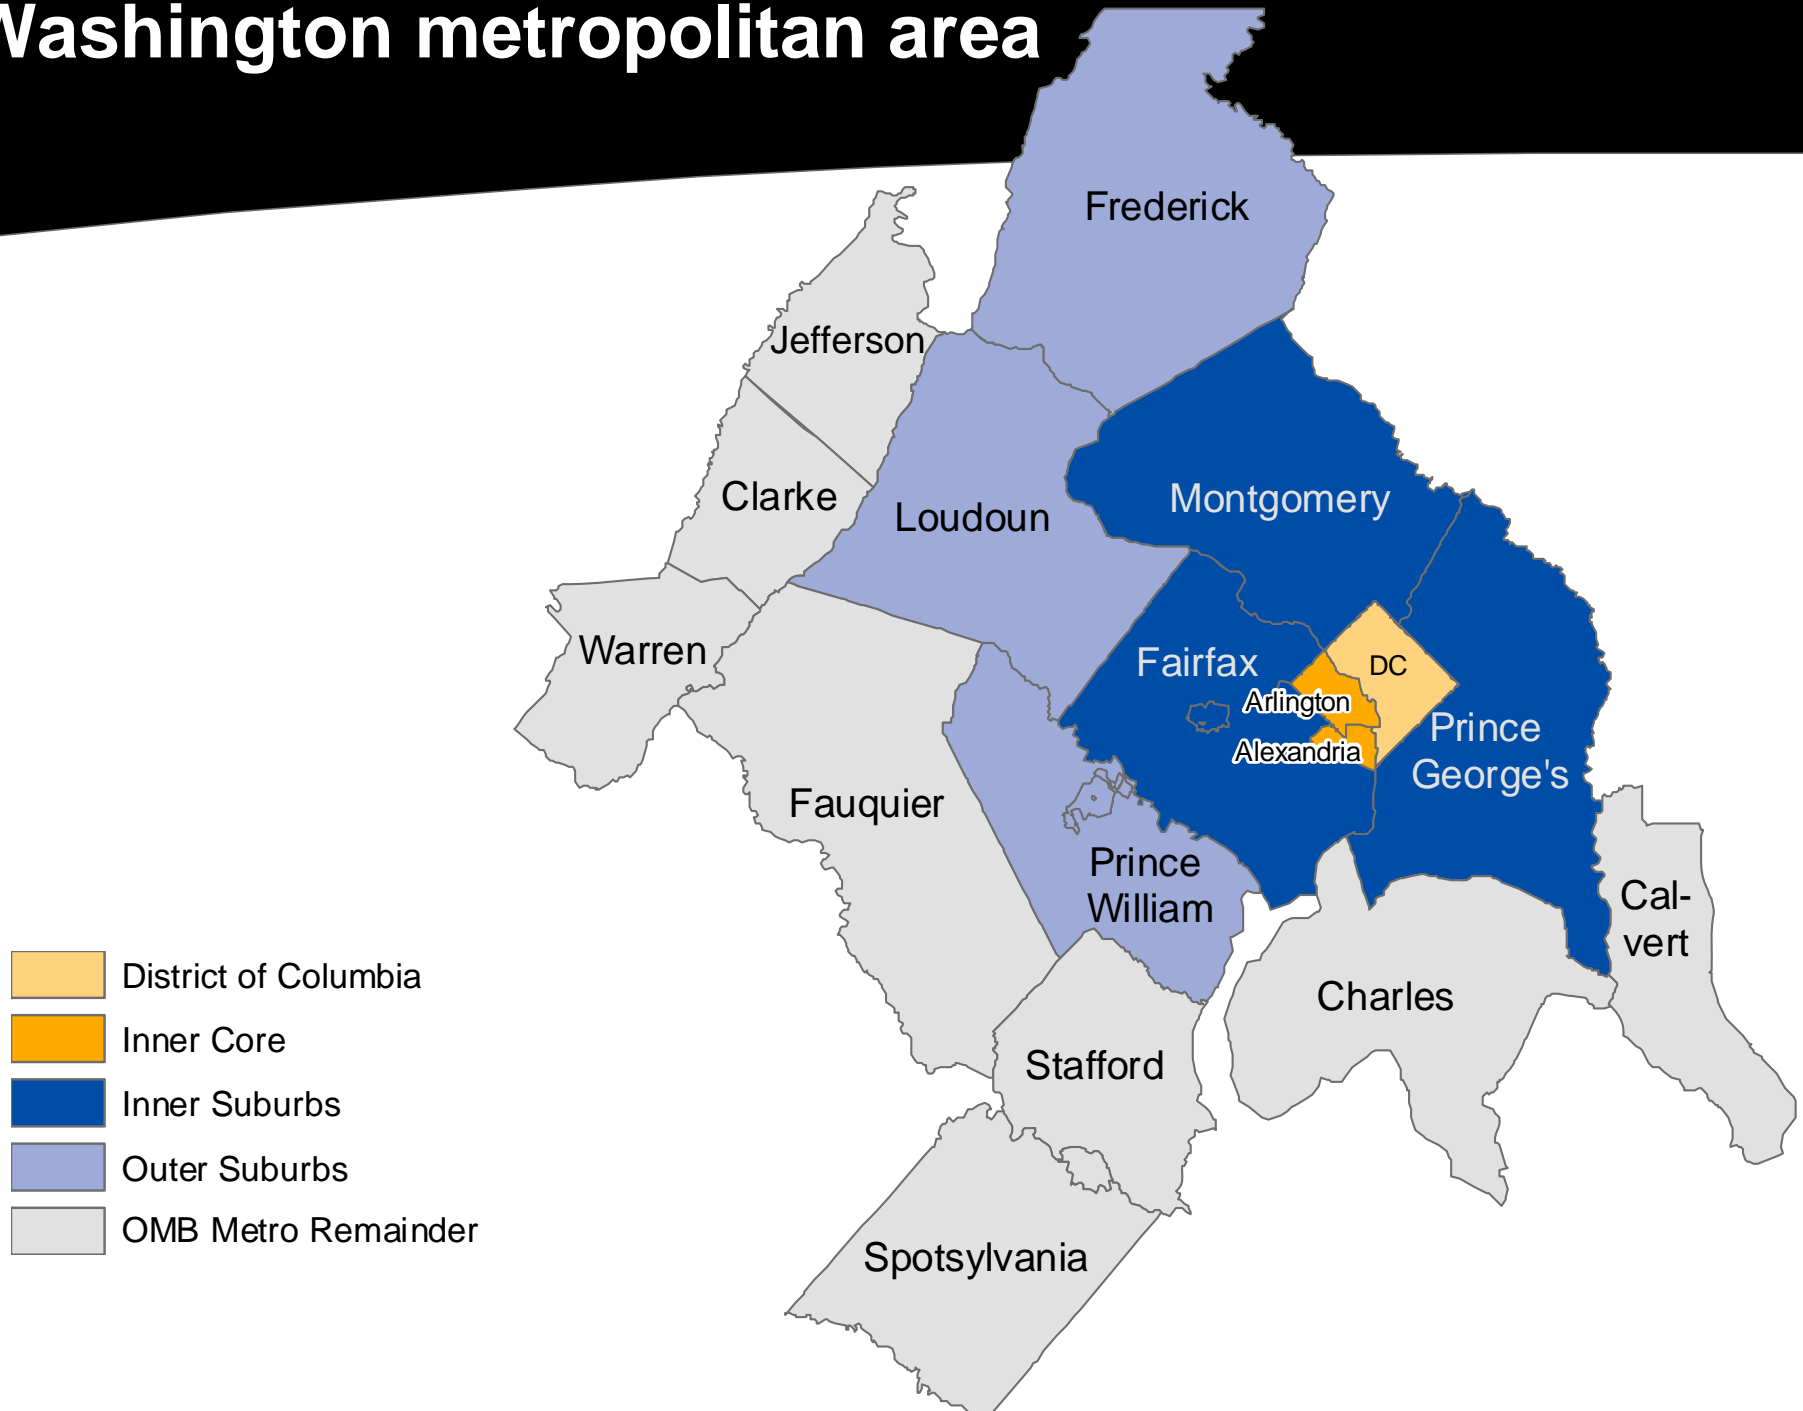 Washington metropolitan area
Frederick
Jefferson
Clarke
Loudoun
Montgomery
Warren
Fairfax
DC
Arlington
Prince
George's
Alexandria
Fauquier
Prince
William
Cal-
vert
Charles
Stafford
Spotsylvania
District of Columbia
Inner Core
Inner Suburbs
Outer Suburbs
OMB Metro Remainder